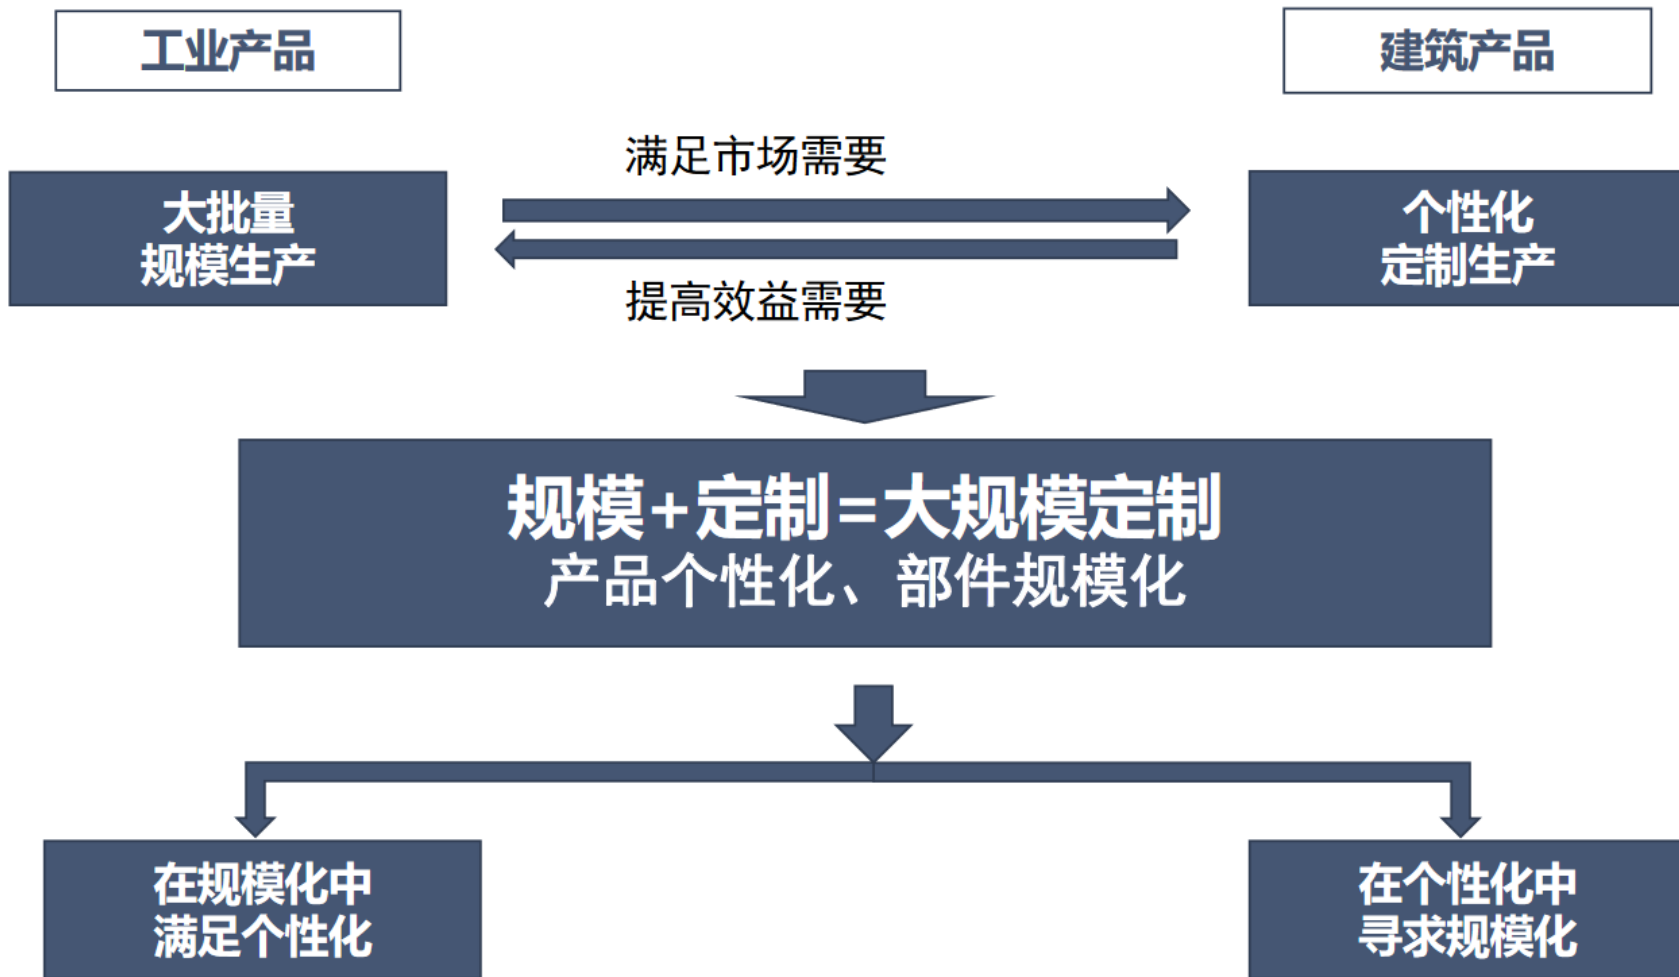 工业产品
建筑产品
满足市场需要
大批量
规模生产
个性化
定制生产
提高效益需要
规模+定制=大规模定制
产品个性化、部件规模化
在规模化中
满足个性化
在个性化中
寻求规模化